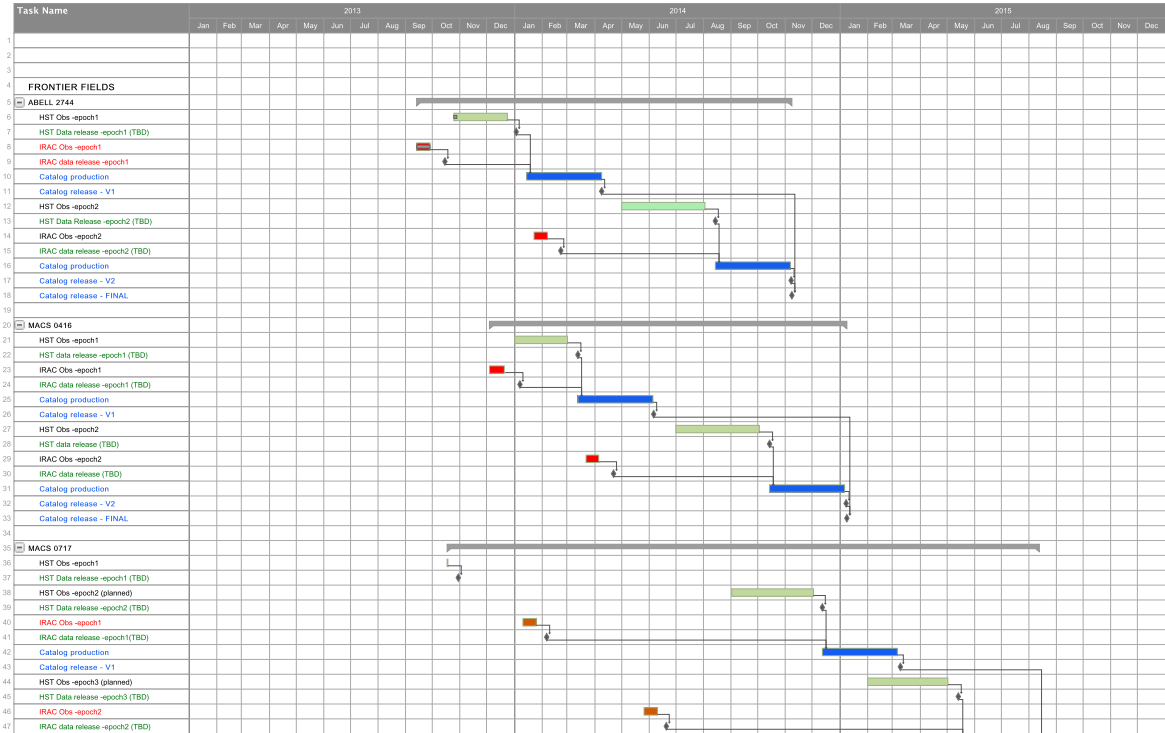 Task Name
2013 2014 2015
Jan Feb Mar Apr May Jun Jul Aug Sep Oct Nov Dec Jan Feb Mar Apr May Jun Jul Aug Sep Oct Nov Dec Jan Feb Mar Apr May Jun Jul Aug Sep Oct Nov Dec
1
2
3
4 FRONTIER FIELDS
5 ABELL 2744
6 HST Obs -epoch1
7 HST Data release -epoch1 (TBD)
8 IRAC Obs -epoch1
9 IRAC data release -epoch1
10 Catalog production
11 Catalog release - V1
12 HST Obs -epoch2
13 HST Data Release -epoch2 (TBD)
14 IRAC Obs -epoch2
15 IRAC data release -epoch2 (TBD)
16 Catalog production
17 Catalog release - V2
18 Catalog release - FINAL
19
20 MACS 0416
21 HST Obs -epoch1
22 HST data release -epoch1 (TBD)
23 IRAC Obs -epoch1
24 IRAC data release -epoch1 (TBD)
25 Catalog production
26 Catalog release - V1
27 HST Obs -epoch2
28 HST data release (TBD)
29 IRAC Obs -epoch2
30 IRAC data release (TBD)
31 Catalog production
32 Catalog release - V2
33 Catalog release - FINAL
34
35 MACS 0717
36 HST Obs -epoch1
37 HST Data release -epoch1 (TBD)
38 HST Obs -epoch2 (planned)
39 HST Data release -epoch2 (TBD)
40 IRAC Obs -epoch1
41 IRAC data release -epoch1(TBD)
42 Catalog production
43 Catalog release - V1
44 HST Obs -epoch3 (planned)
45 HST Data release -epoch3 (TBD)
46 IRAC Obs -epoch2
47 IRAC data release -epoch2 (TBD)